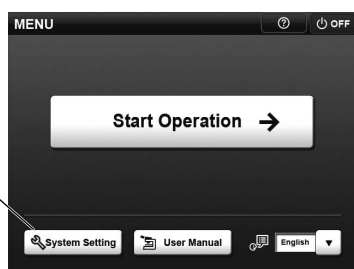 MENU
OFF
Start Operation
System Setting
User Manual
English